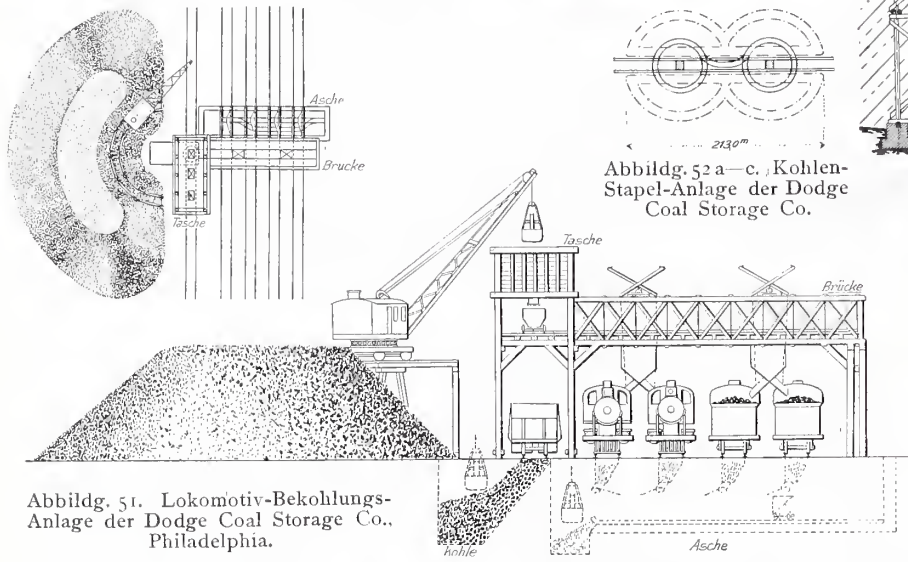 Asche
Brücke
Tasche
213,0 m
Abbildg. 52 a—c. Kohlen-
Stapel-Anlage der Dodge
Coal Storage Co.
Tasche
Brücke
Abbildg. 51. Lokomotiv-Bekohlungs-
Anlage der Dodge Coal Storage Co.,
Philadelphia.
Kohle
Asche